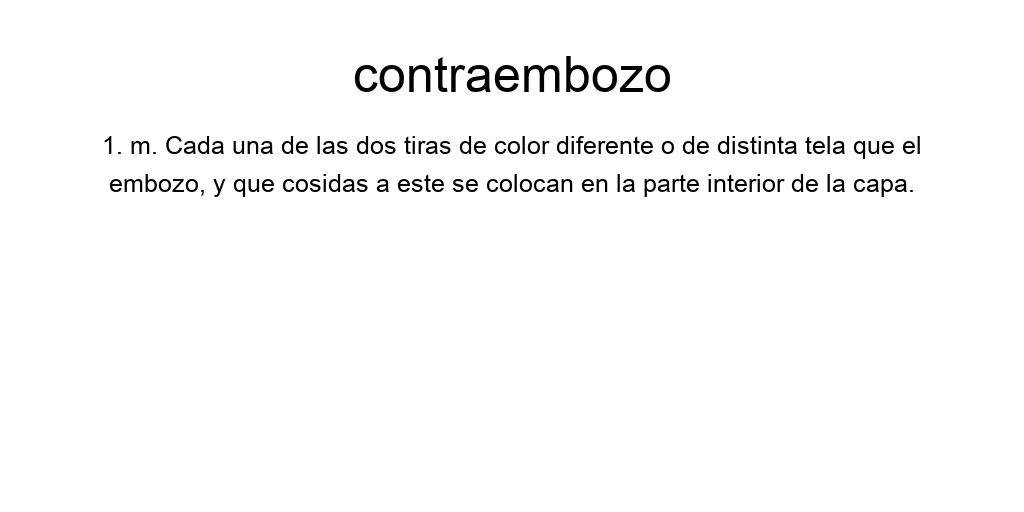 contraembozo
1. m. Cada una de las dos tiras de color diferente o de distinta tela que el
embozo, y que cosidas a este se colocan en la parte interior de la capa.